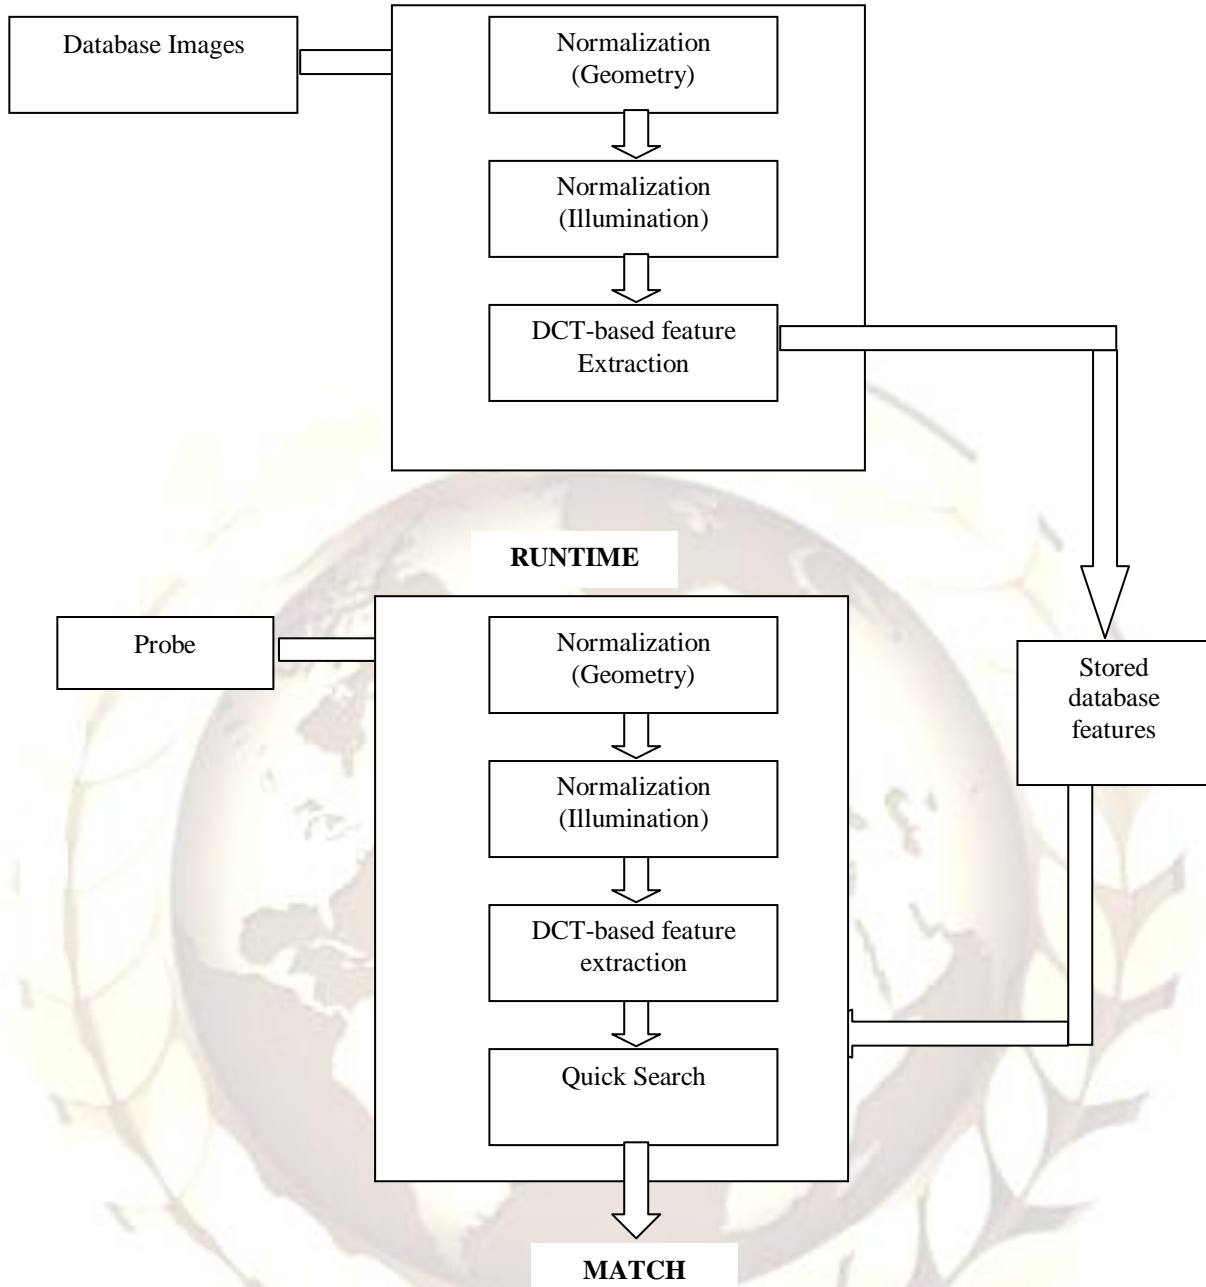 Database Images
Normalization
(Geometry)
Normalization
(Illumination)
DCT-based feature
Extraction
RUNTIME
Probe
Normalization
(Geometry)
Stored
database
features
Normalization
(Illumination)
DCT-based feature
extraction
Quick Search
MATCH